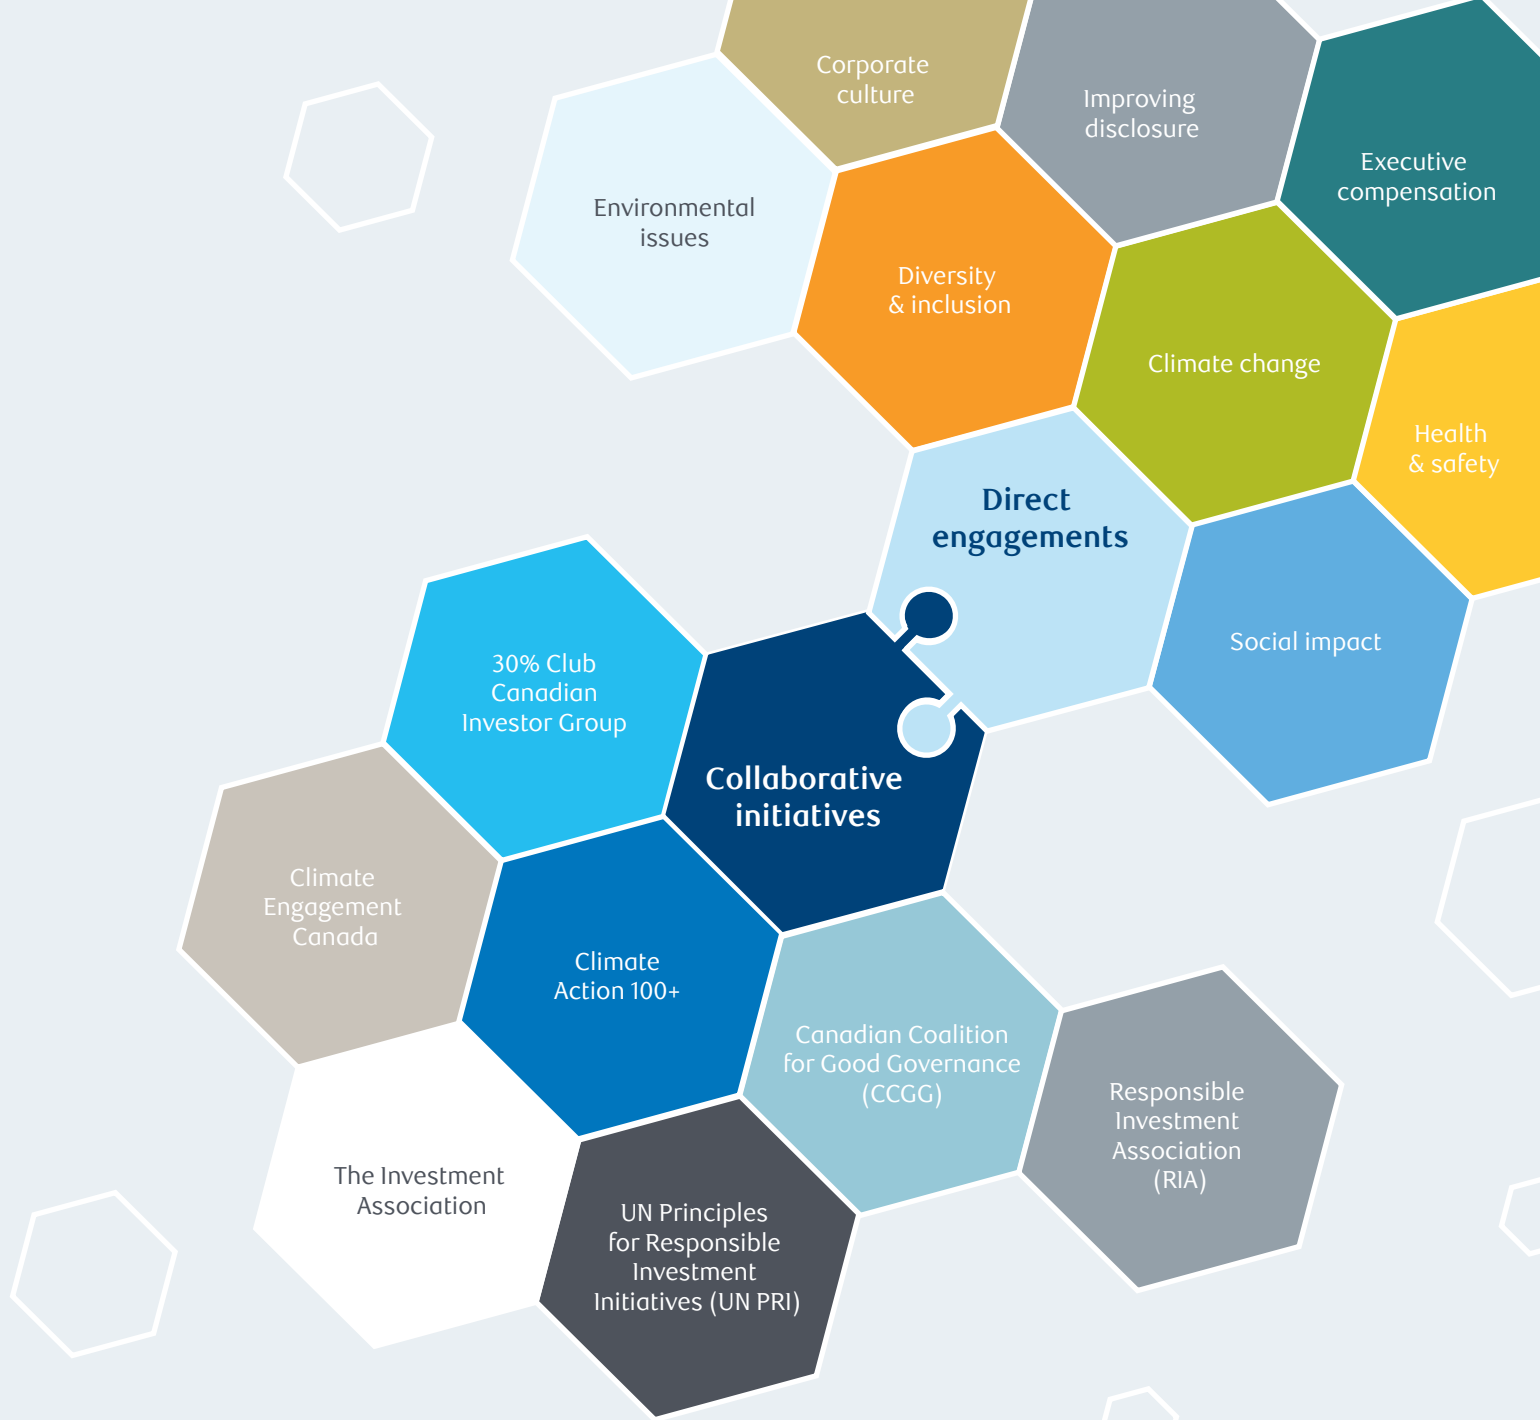 Corporate
culture
Improving
disclosure
Executive
compensation
Environmental
issues
Diversity
& inclusion
Climate change
Health
& safety
Direct
engagements
Social impact
30% Club
Canadian
Investor Group
Collaborative
initiatives
Climate
Engagement
Canada
Climate
Action 100+
Canadian Coalition
for Good Governance
(CCGG)
Responsible
Investment
Association
(RIA)
The Investment
Association
UN Principles
for Responsible
Investment
Initiatives (UN PRI)